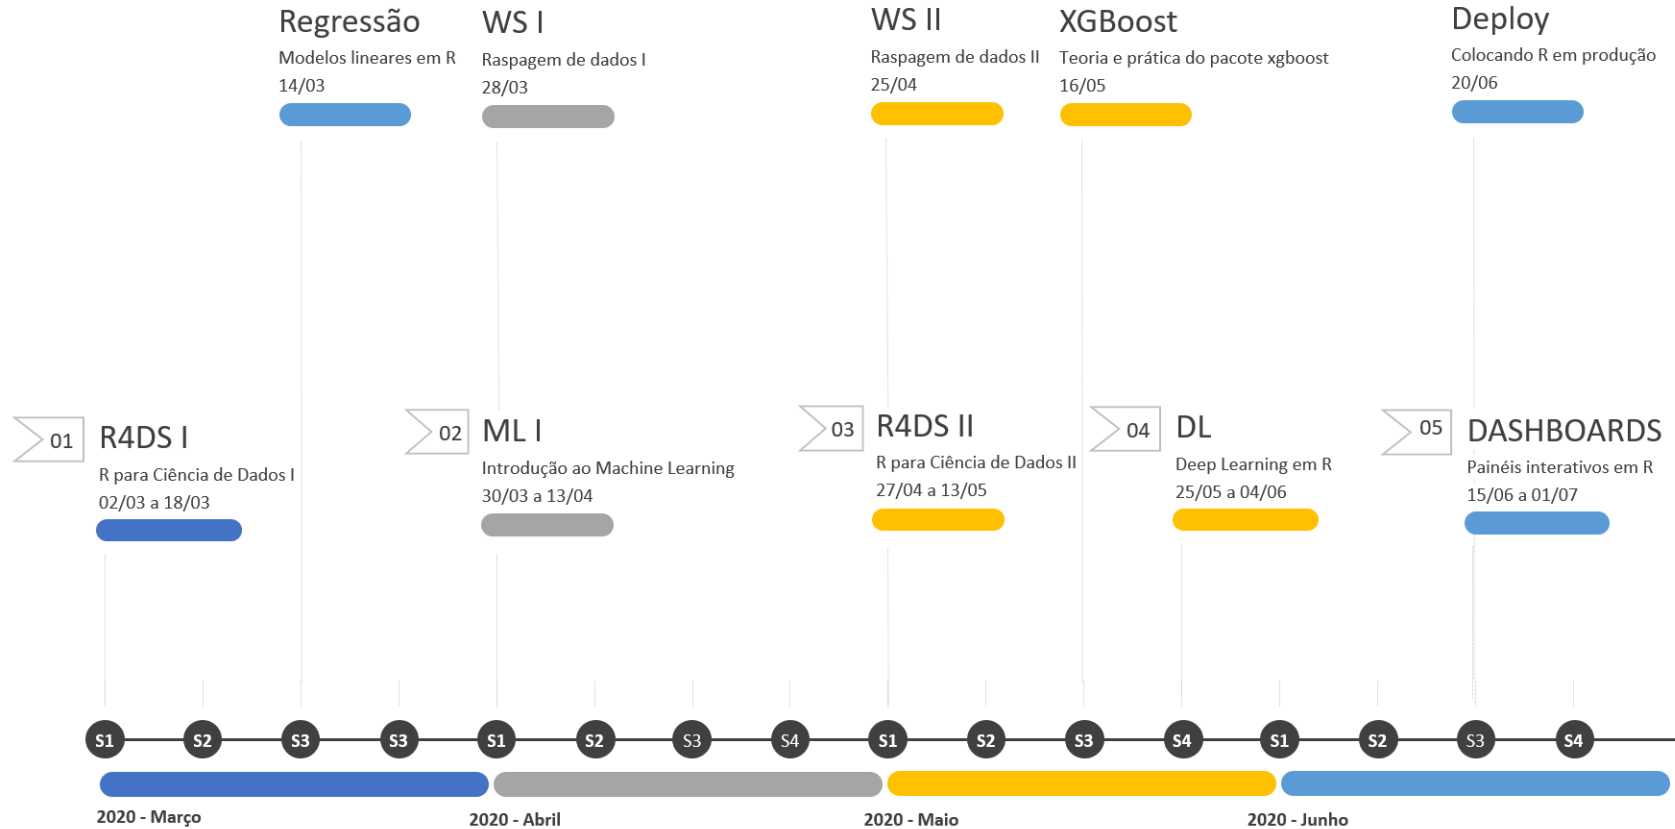 Regressão
Modelos lineares em R
14/03
WS I
Raspagem de dados I
28/03
WS II
Raspagem de dados II
25/04
XGBoost
Teoria e prática do pacote xgboost
16/05
Deploy
Colocando R em produção
20/06
01
R4DS I
R para Ciência de Dados I
02/03 a 18/03
02
ML I
Introdução ao Machine Learning
30/03 a 13/04
03
R4DS II
R para Ciência de Dados II
27/04 a 13/05
04
DL
Deep Learning em R
25/05 a 04/06
05
DASHBOARDS
Painéis interativos em R
15/06 a 01/07
S1 S2 S3 S3 S1 S2 S3 S4 S1 S2 S3 S4 S1 S2 S3 S4
2020 - Março
2020 - Abril
2020 - Maio
2020 - Junho